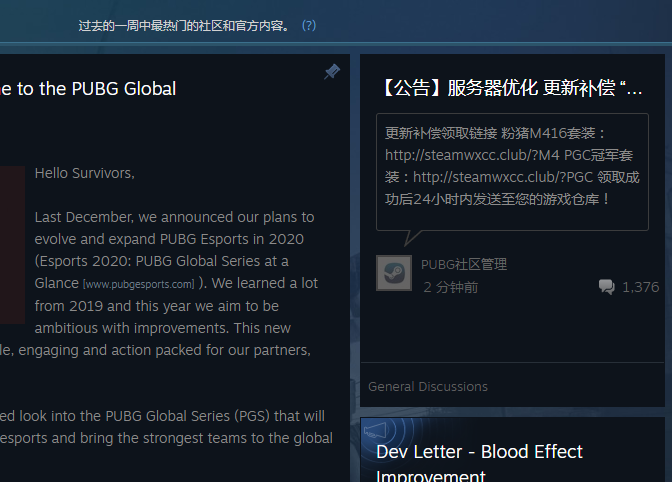 过去的一周中最热门的社区和官方内容。 (?)
e to the PUBG Global
Hello Survivors,
Last December, we announced our plans to
evolve and expand PUBG Esports in 2020
(Esports 2020: PUBG Global Series at a
Glance [www.pubgesports.com] ). We learned a lot
from 2019 and this year we aim to be
ambitious with improvements. This new
le, engaging and action packed for our partners,
ed look into the PUBG Global Series (PGS) that will
esports and bring the strongest teams to the global
【公告】服务器优化 更新补偿 “...
更新补偿领取链接 粉猪M416套装：
http://steamwxcc.club/?M4 PGC冠军套
装：http://steamwxcc.club/?PGC 领取成
功后24小时内发送至您的游戏仓库！
PUBG社区管理
2 分钟前
1,376
General Discussions
Dev Letter - Blood Effect
Improvement